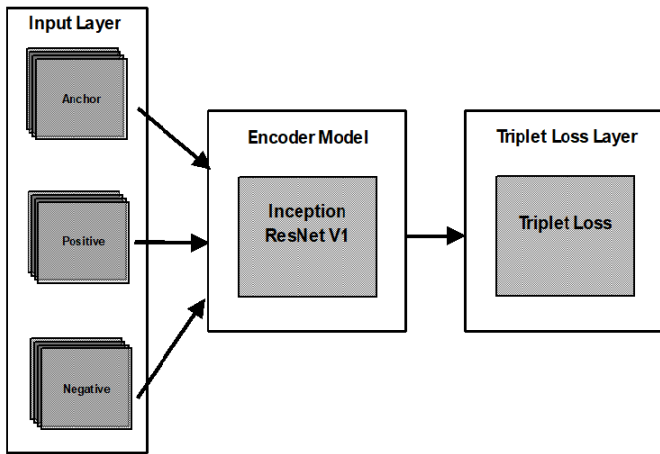 Input Layer
Anchor
Positive
Negative
Encoder Model
Inception
ResNet V1
Triplet Loss Layer
Triplet Loss